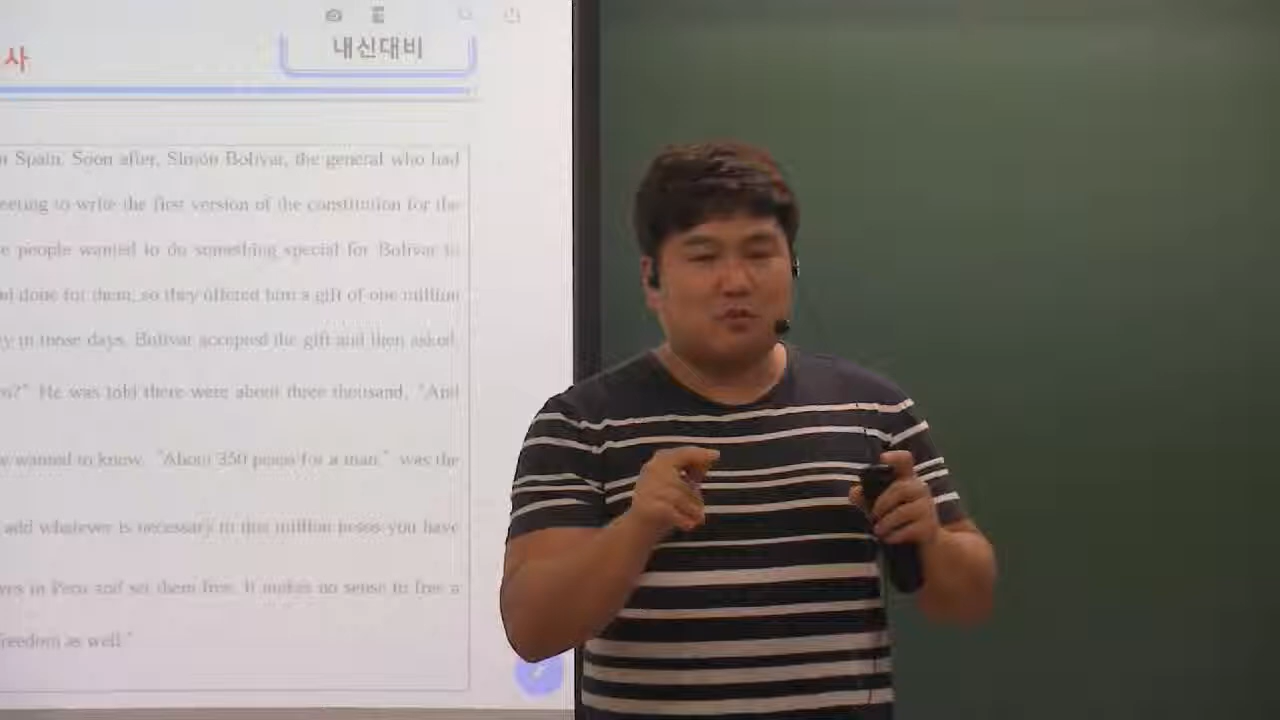 내신대비
사
Spain. Soon after, Simón Bolívar, the general who had
eeting to write the first version of the constitution for the
people wanted to do something special for Bolívar to
done for them, so they offered him a gift of one million
y in those days. Bolívar accepted the gift and then asked,
?" He was told there were about three thousand. "And
wanted to know. "About 350 pesos for a man," was the
add whatever is necessary to this million pesos you have
ves in Peru and set them free. It makes no sense to free a
freedom as well."